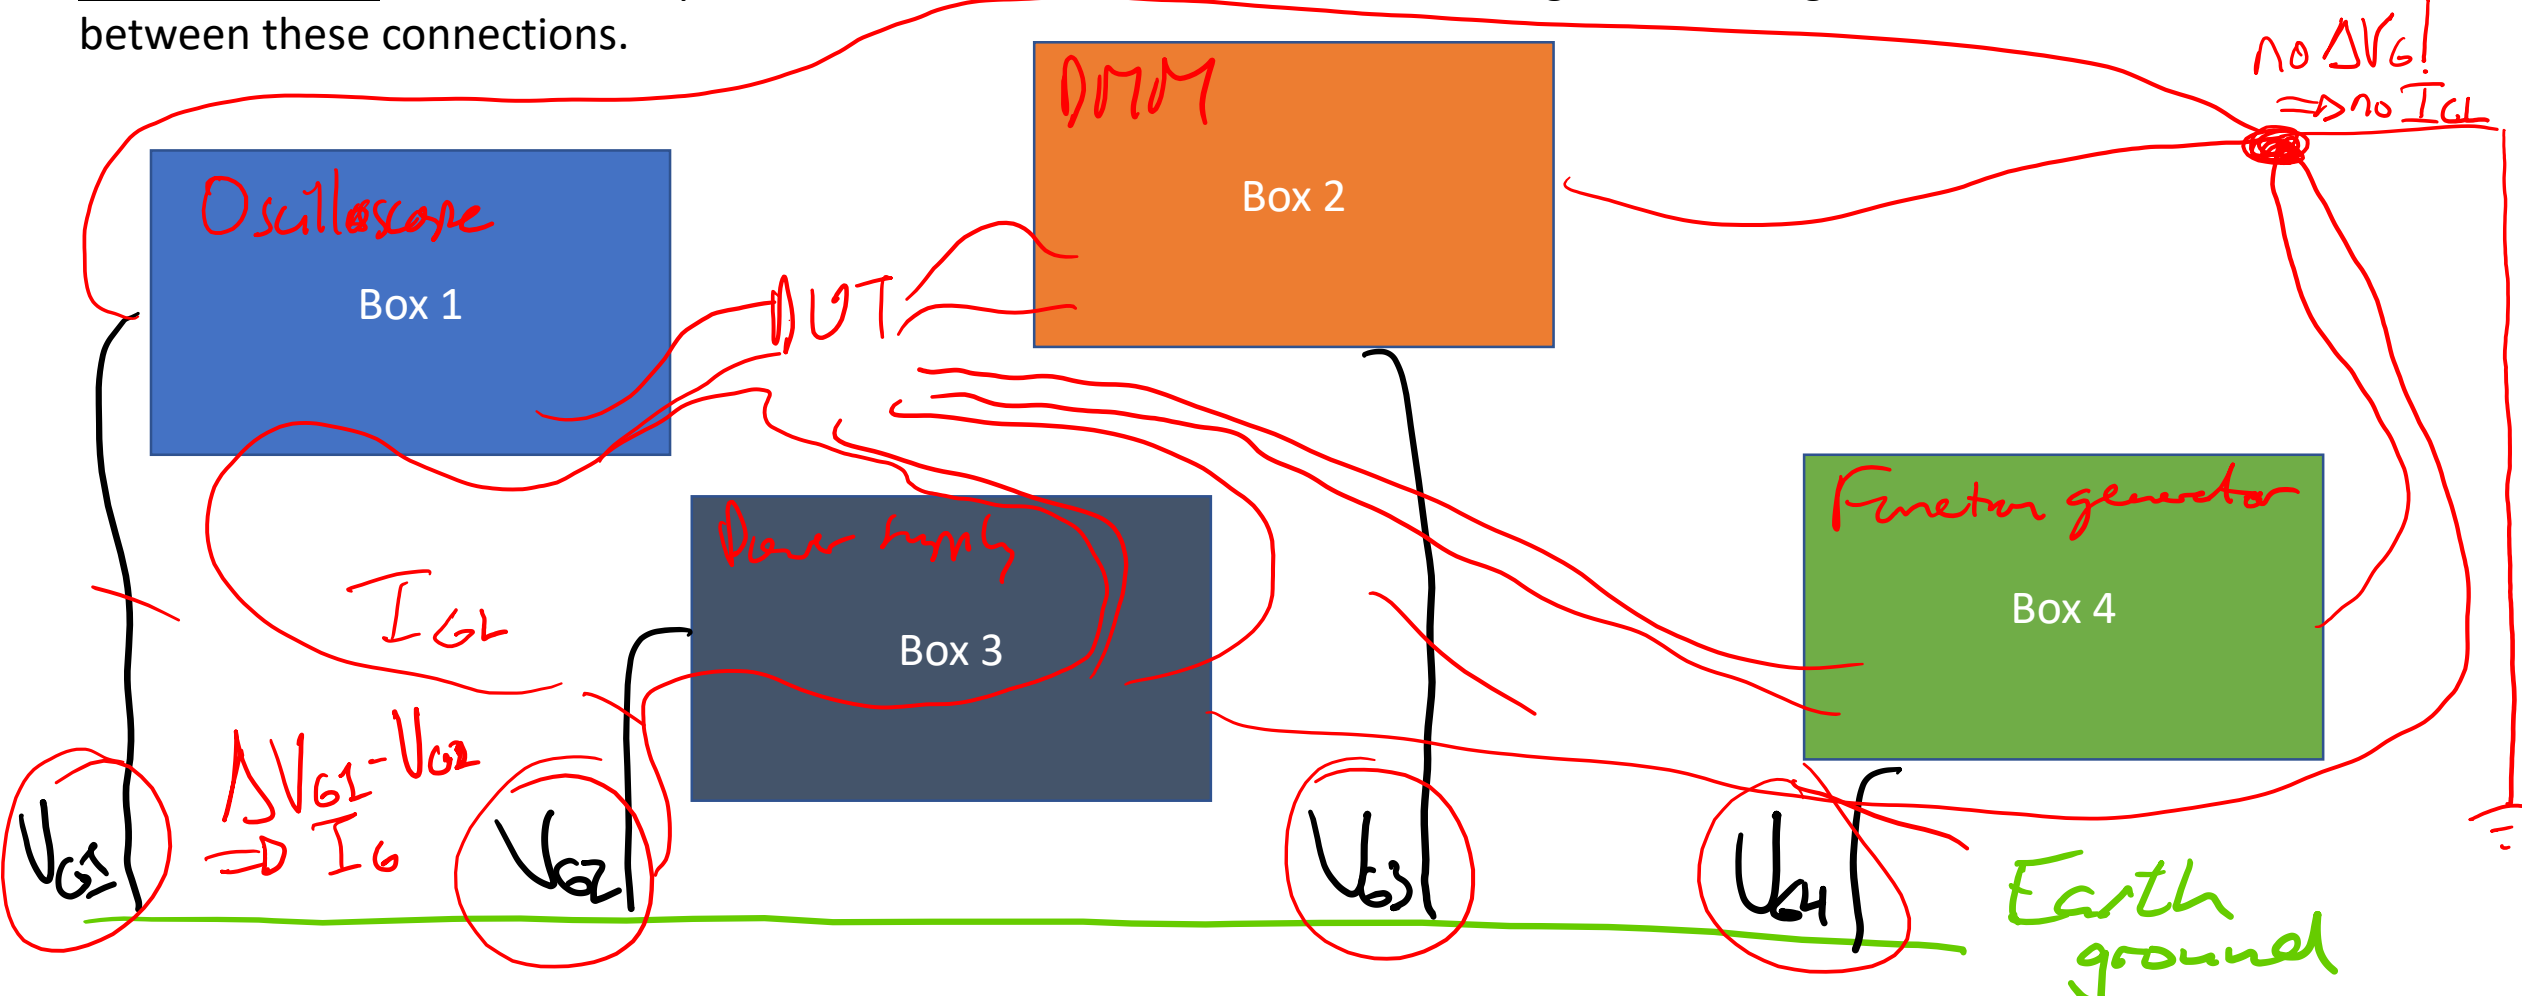 between these connections.
no ΔVG!
⇒ no IGL
DMM
Box 2
Oscilloscope
Box 1
DUT
Power supply
Box 3
Function generator
Box 4
IGL
ΔVG1-VG2
⇒ IG
VG1
VG2
VG3
VG4
Earth
ground